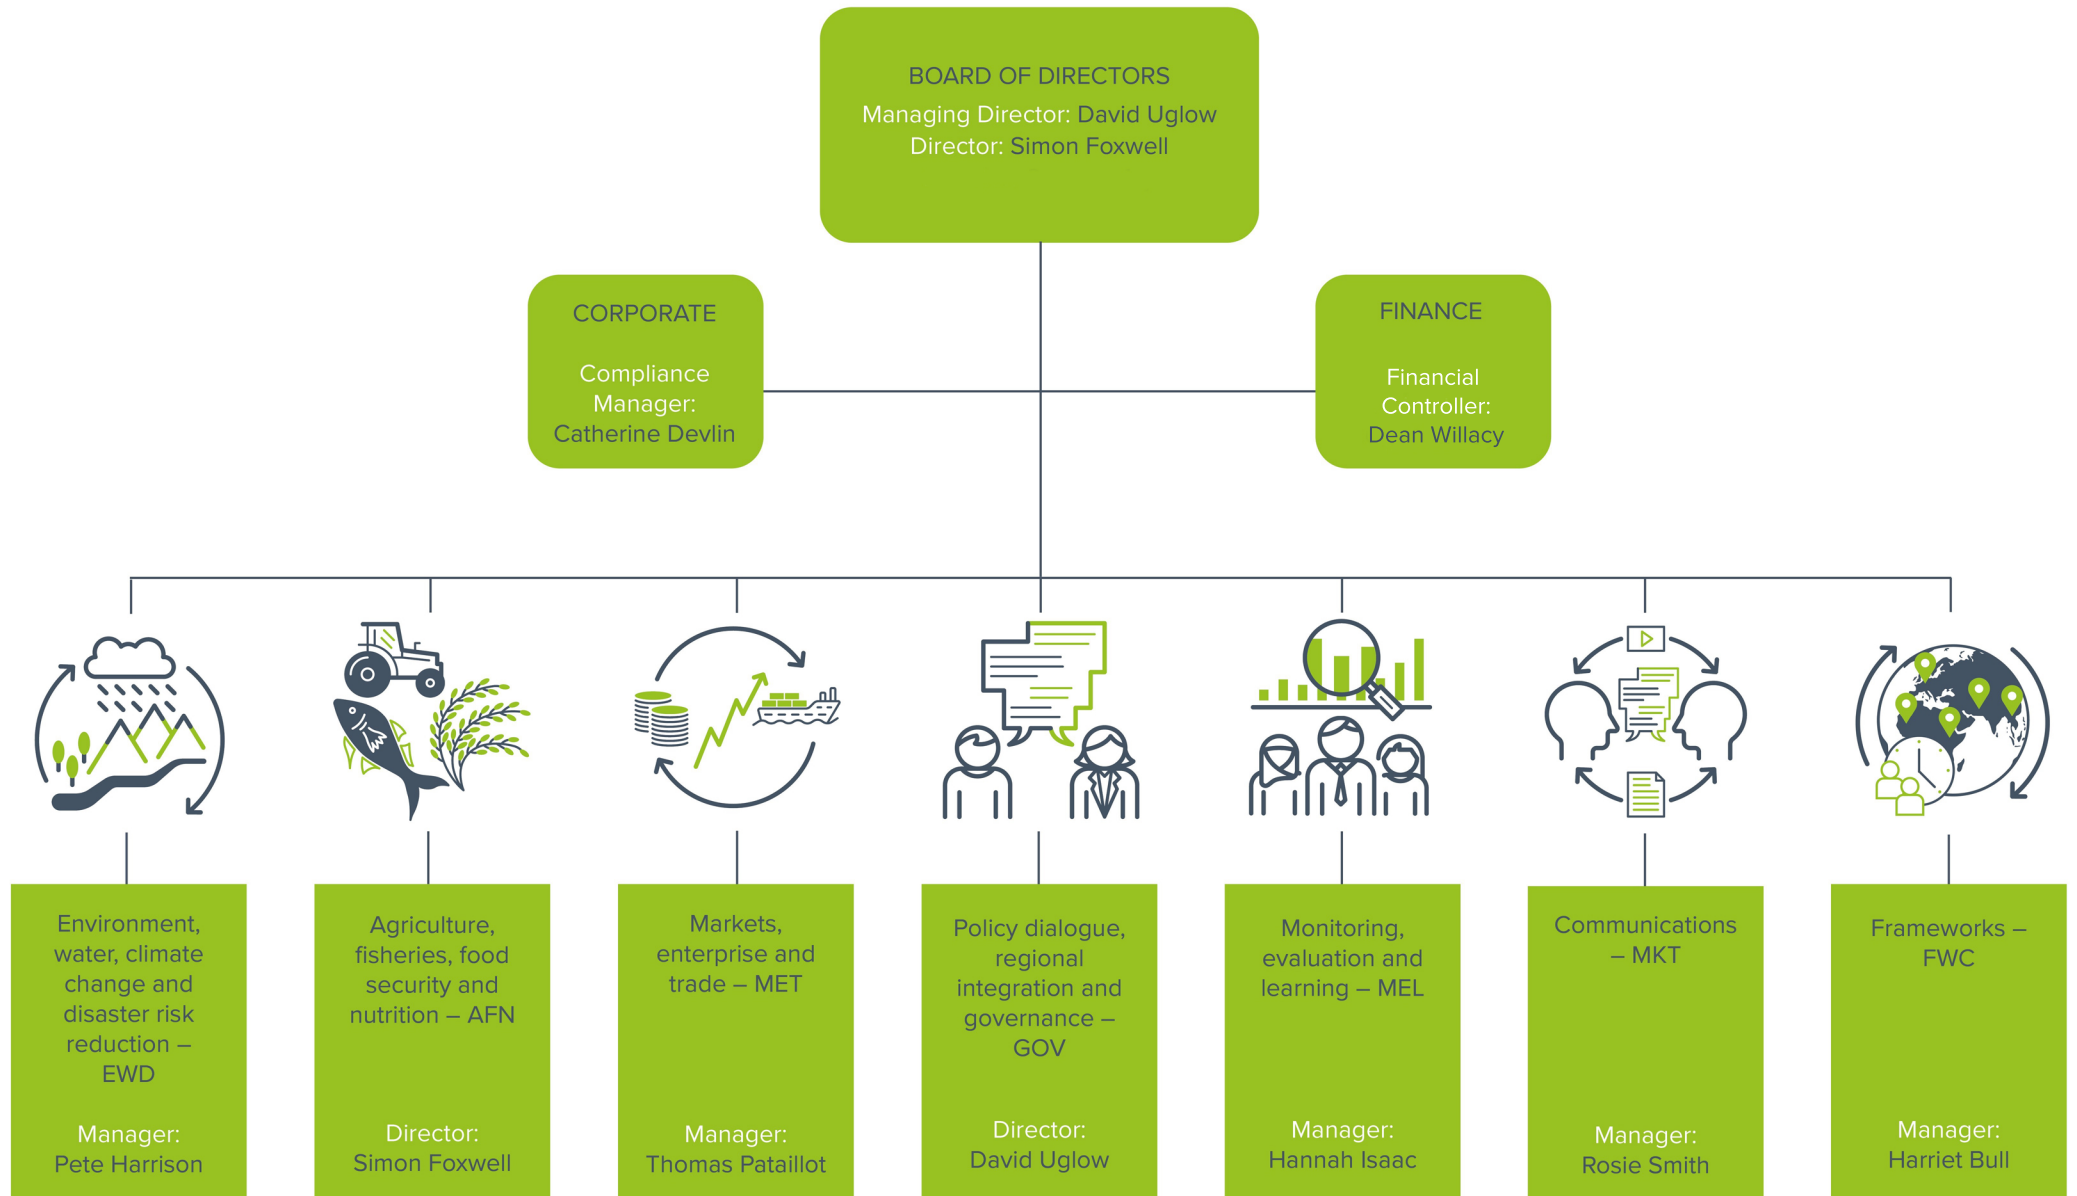 BOARD OF DIRECTORS
Managing Director: David Uglow
Director: Simon Foxwell
CORPORATE
Compliance
Manager:
Catherine Devlin
FINANCE
Financial
Controller:
Dean Willacy
Environment,
water, climate
change and
disaster risk
reduction –
EWD
Manager:
Pete Harrison
Agriculture,
fisheries, food
security and
nutrition – AFN
Director:
Simon Foxwell
Markets,
enterprise and
trade – MET
Manager:
Thomas Pataillot
Policy dialogue,
regional
integration and
governance –
GOV
Director:
David Uglow
Monitoring,
evaluation and
learning – MEL
Manager:
Hannah Isaac
Communications
– MKT
Manager:
Rosie Smith
Frameworks –
FWC
Manager:
Harriet Bull